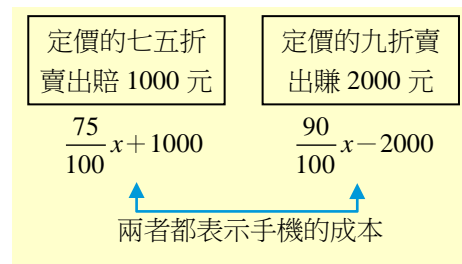 定價的七五折
賣出賠 1000 元
定價的九折賣
出賺 2000 元
75/100 x+1000
90/100 x−2000
兩者都表示手機的成本